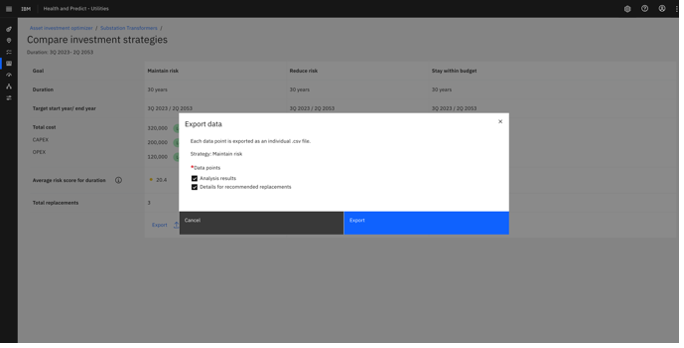 IBM Health and Predict - Utilities
Asset investment optimizer / Substation Transformers /
Compare investment strategies
Duration: 3Q 2023- 2Q 2053
Goal Maintain risk Reduce risk Stay within budget
Duration 30 years 30 years 30 years
Target start year/ end year 3Q 2023 / 2Q 2053 3Q 2023 / 2Q 2053 3Q 2023 / 2Q 2053
Total cost 320,000
CAPEX 200,000
OPEX 120,000
Average risk score for duration 20.4
Total replacements 3
Export
Export data
Each data point is exported as an individual .csv file.
Strategy: Maintain risk
*Data points
Analysis results
Details for recommended replacements
Cancel Export